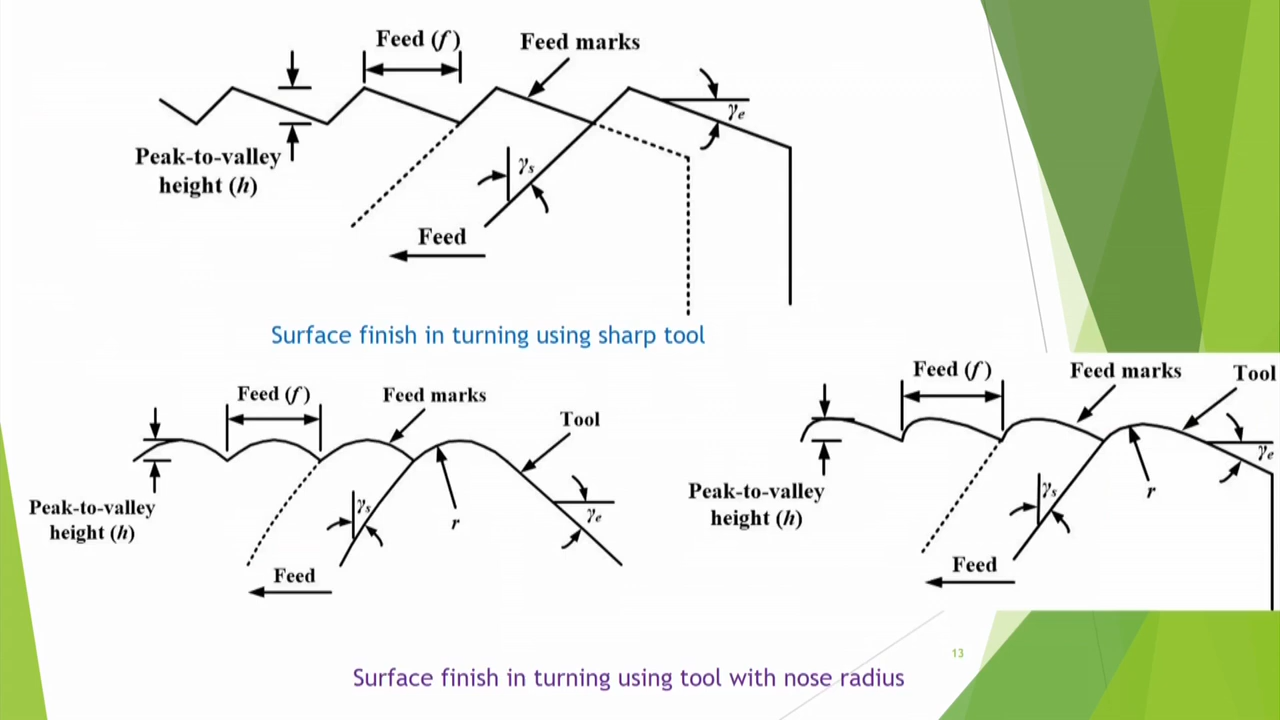 Feed (f)
Feed marks
γe
Peak-to-valley
height (h)
γs
Feed
Surface finish in turning using sharp tool
Feed (f)
Feed marks
Tool
Peak-to-valley
height (h)
γs
r
γe
Feed
Feed (f)
Feed marks
Tool
γe
Peak-to-valley
height (h)
γs
r
Feed
13
Surface finish in turning using tool with nose radius